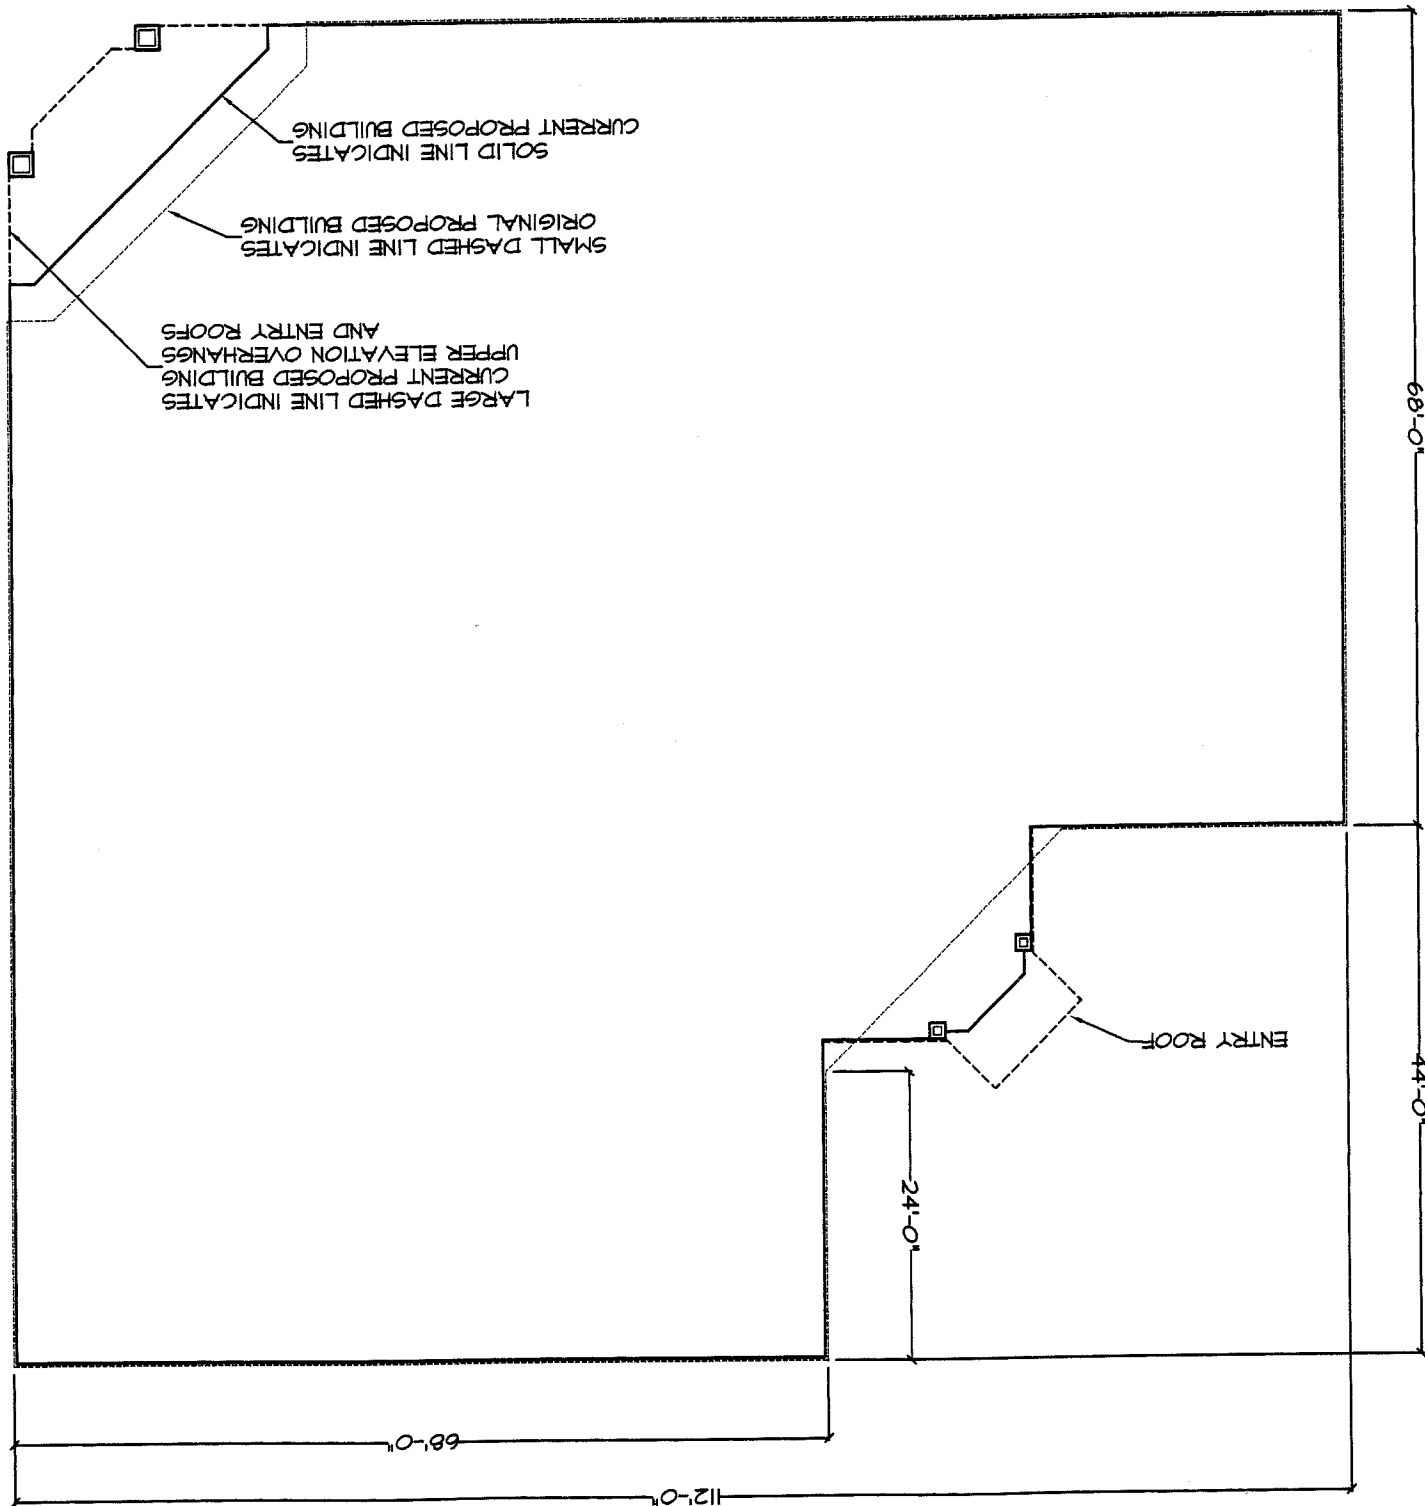 112'-0"
68'-0"
24'-0"
44'-0"
ENTRY ROOF
68'-0"
LARGE DASHED LINE INDICATES
CURRENT PROPOSED BUILDING
UPPER ELEVATION OVERHANGS
AND ENTRY ROOFS
SMALL DASHED LINE INDICATES
ORIGINAL PROPOSED BUILDING
SOLID LINE INDICATES
CURRENT PROPOSED BUILDING